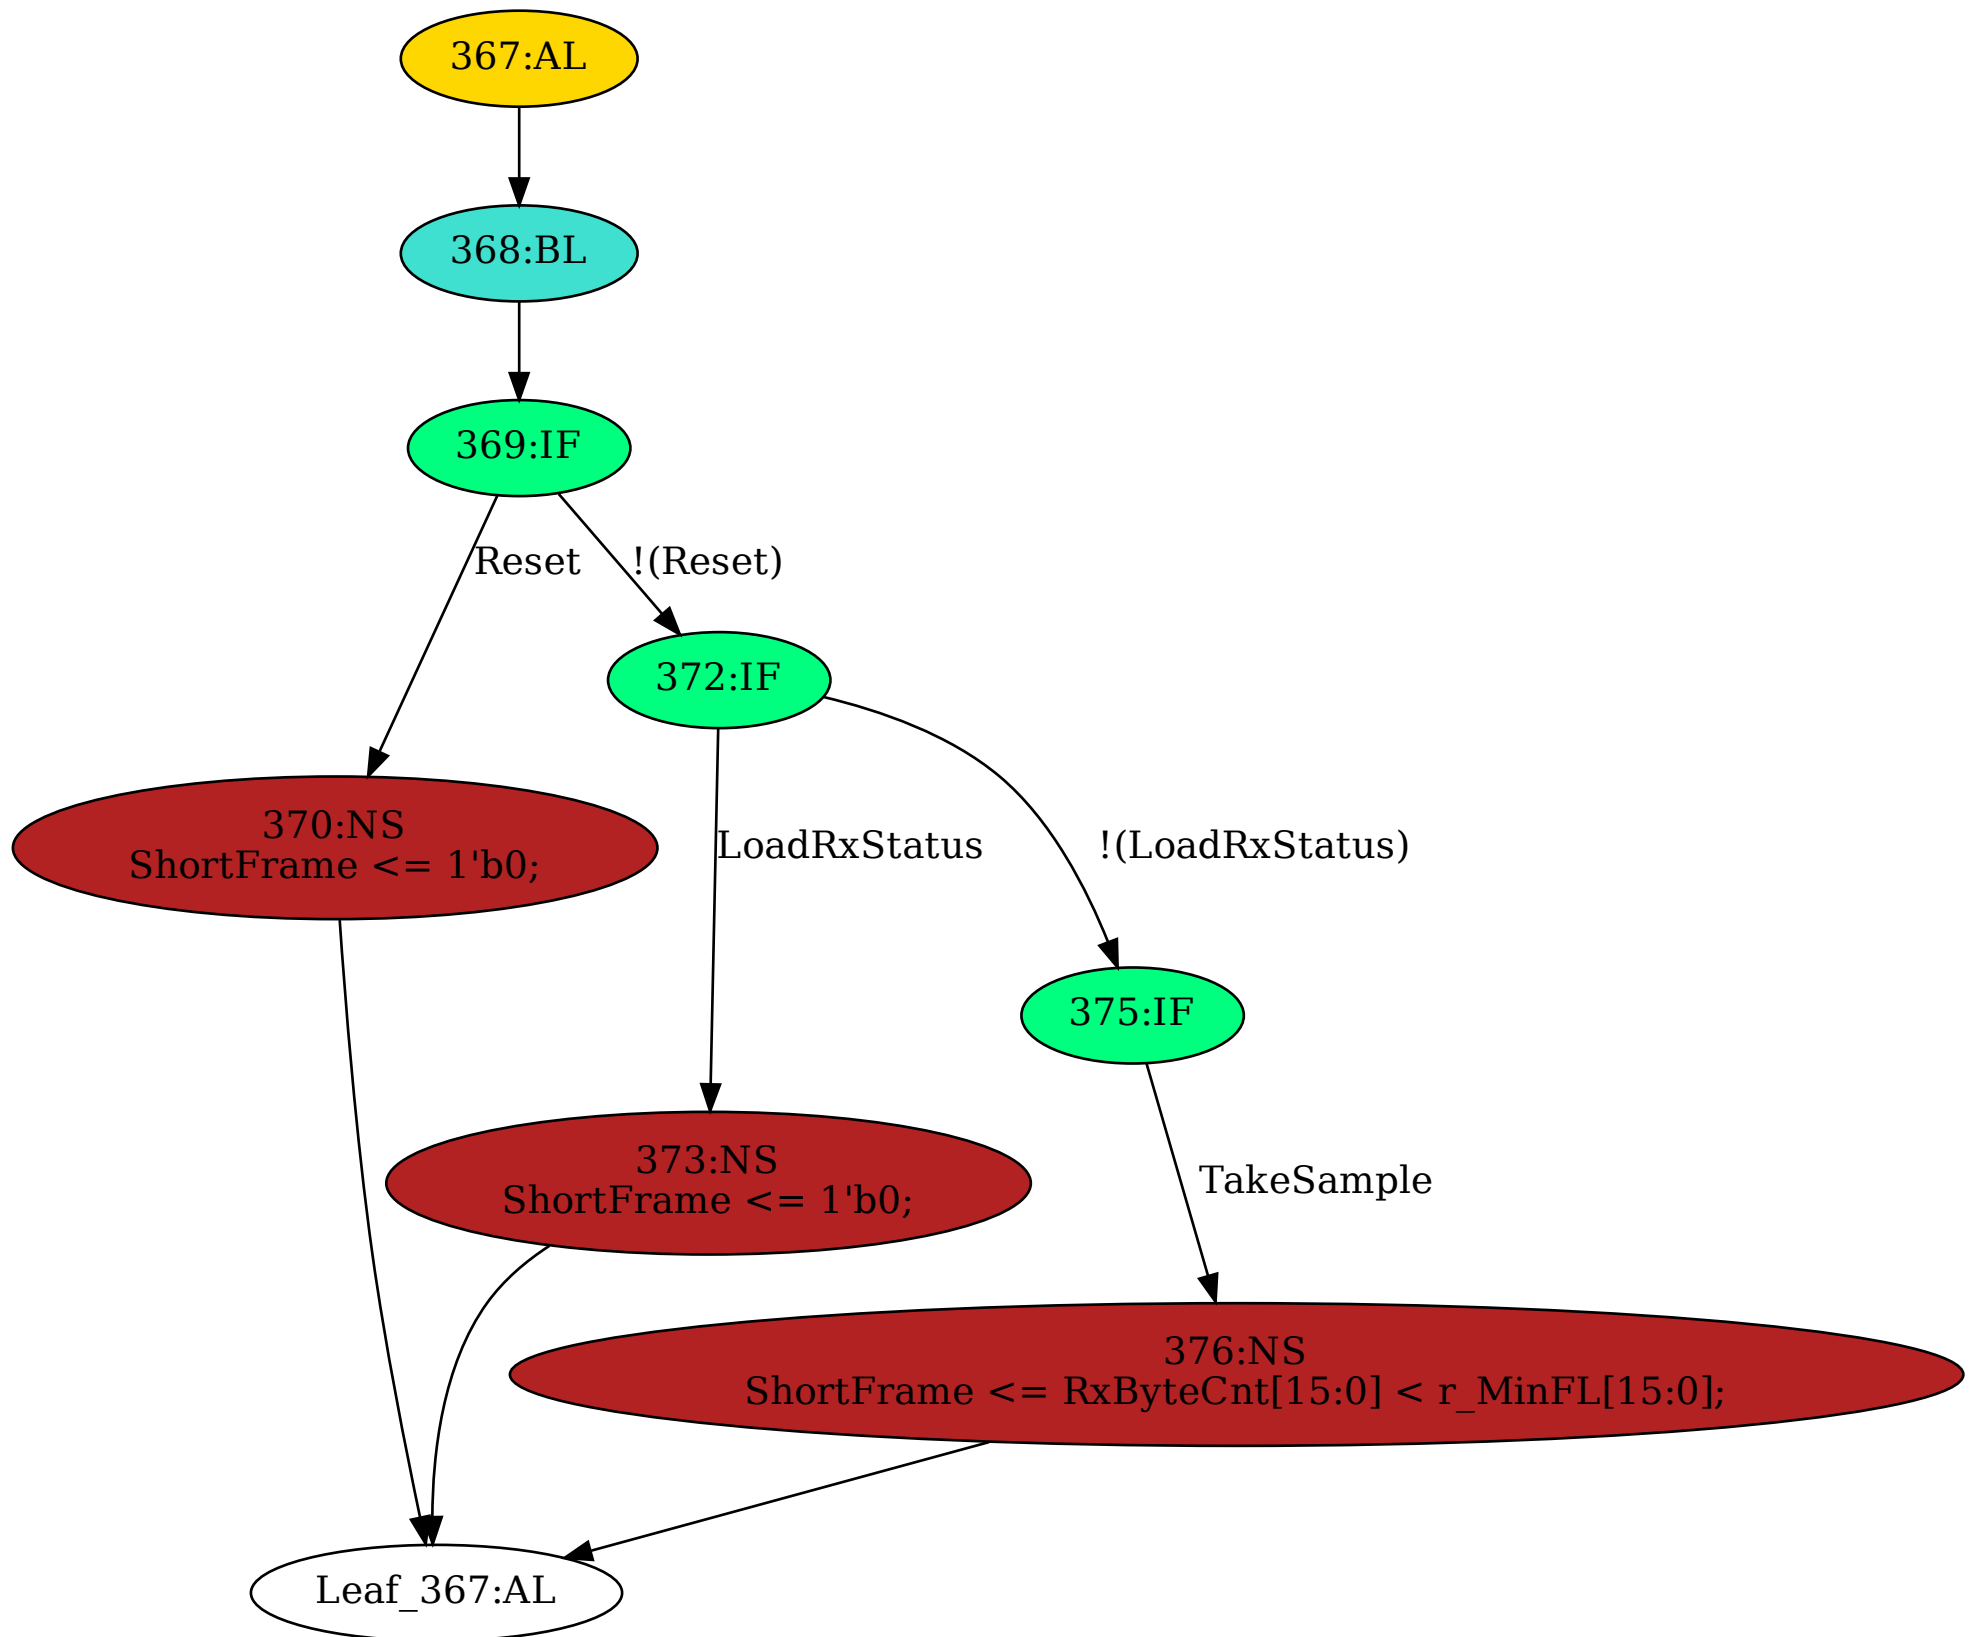 367:AL
368:BL
369:IF
Reset
!(Reset)
372:IF
370:NS
ShortFrame <= 1'b0;
LoadRxStatus
!(LoadRxStatus)
375:IF
373:NS
ShortFrame <= 1'b0;
TakeSample
376:NS
ShortFrame <= RxByteCnt[15:0] < r_MinFL[15:0];
Leaf_367:AL